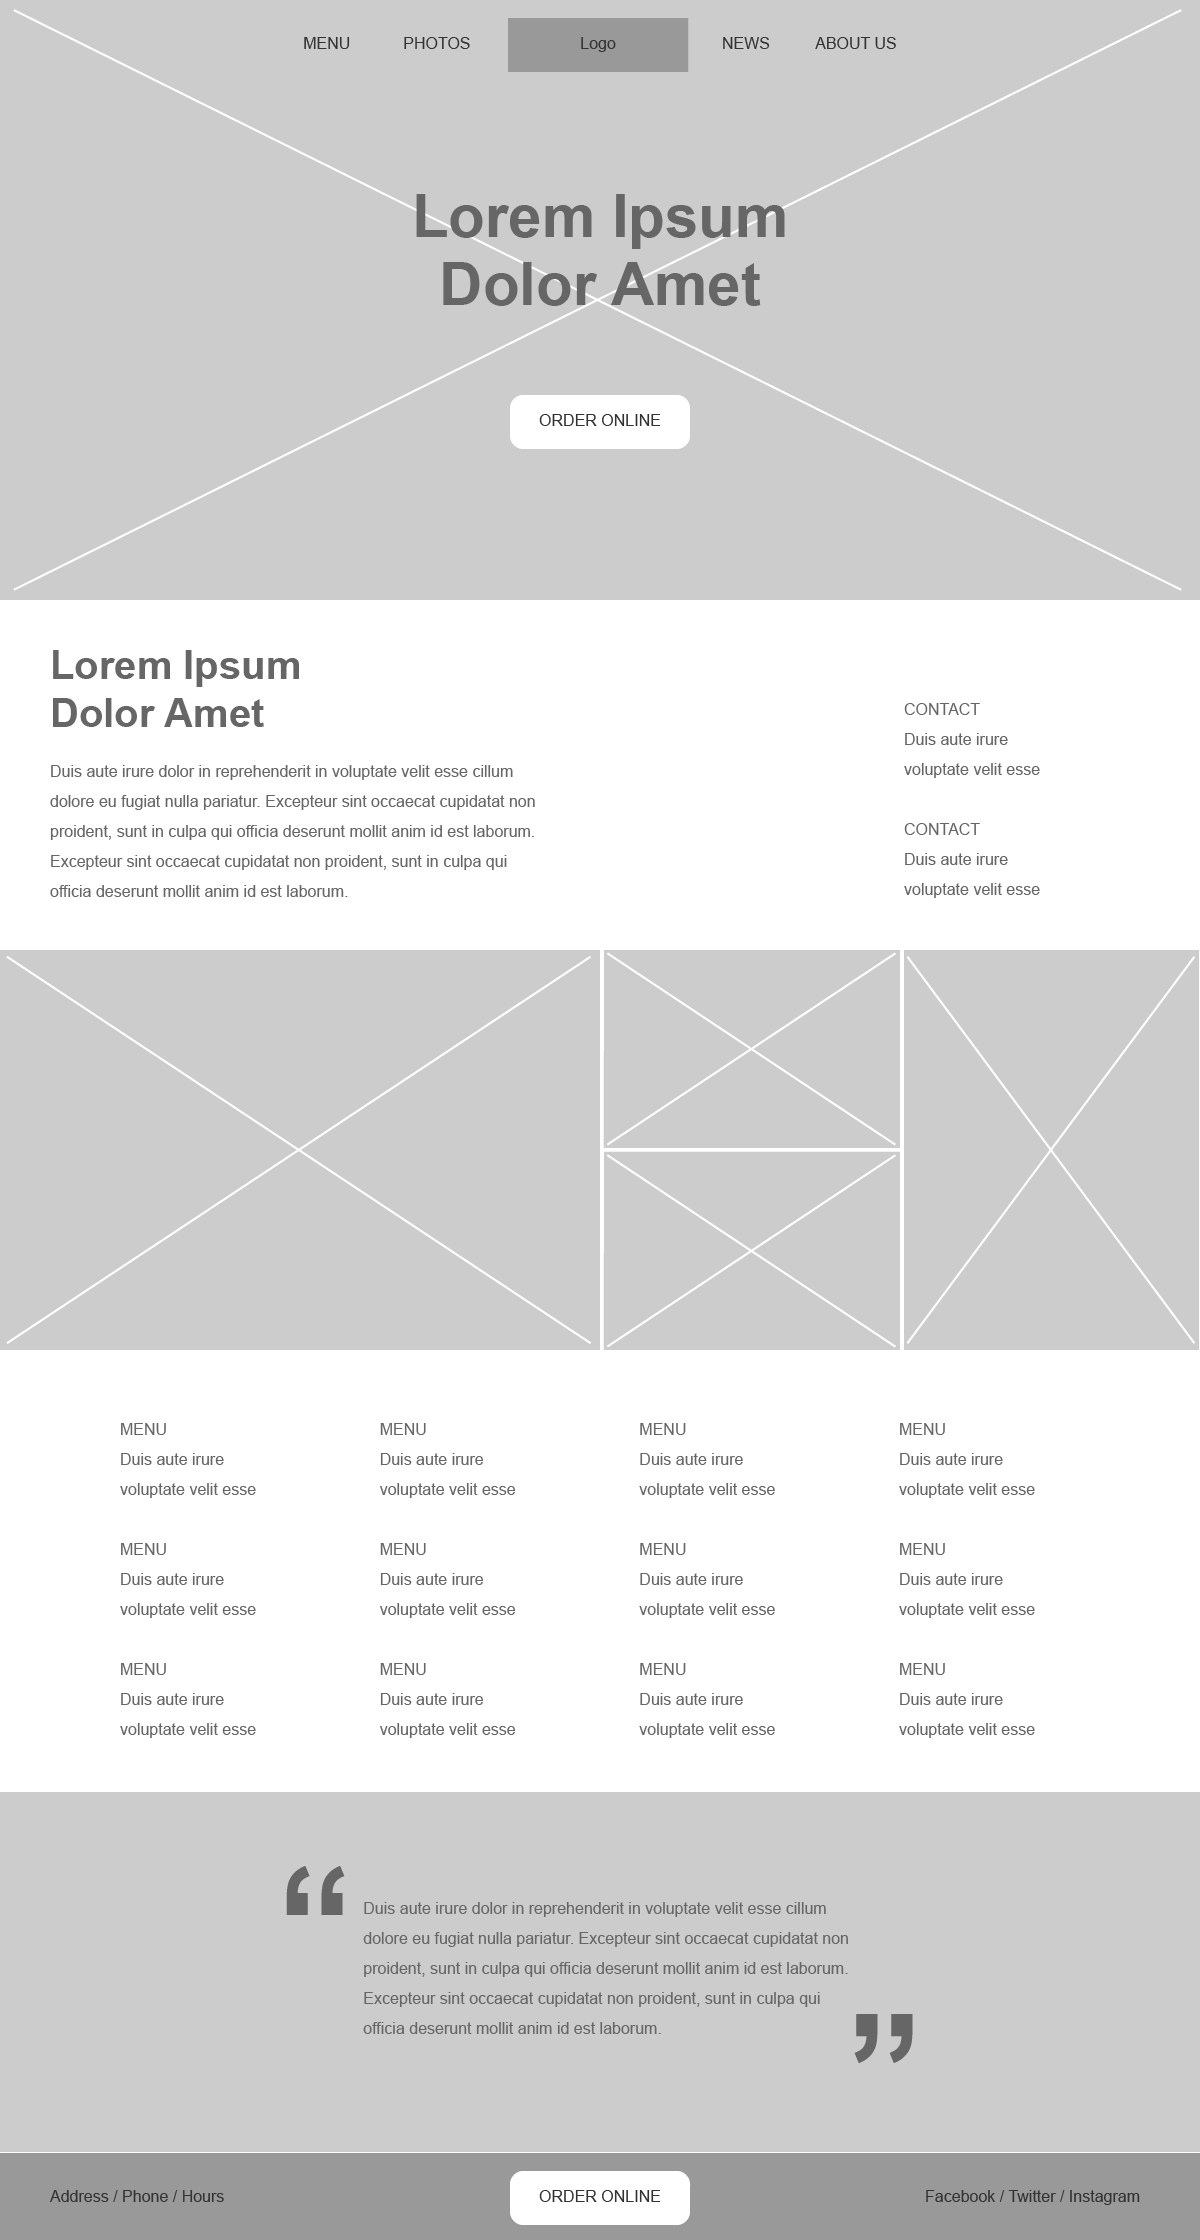 MENU PHOTOS Logo NEWS ABOUT US
Lorem Ipsum
Dolor Amet
ORDER ONLINE
Lorem Ipsum
Dolor Amet
Duis aute irure dolor in reprehenderit in voluptate velit esse cillum
dolore eu fugiat nulla pariatur. Excepteur sint occaecat cupidatat non
proident, sunt in culpa qui officia deserunt mollit anim id est laborum.
Excepteur sint occaecat cupidatat non proident, sunt in culpa qui
officia deserunt mollit anim id est laborum.
CONTACT
Duis aute irure
voluptate velit esse
CONTACT
Duis aute irure
voluptate velit esse
MENU MENU MENU MENU
Duis aute irure Duis aute irure Duis aute irure Duis aute irure
voluptate velit esse voluptate velit esse voluptate velit esse voluptate velit esse
MENU MENU MENU MENU
Duis aute irure Duis aute irure Duis aute irure Duis aute irure
voluptate velit esse voluptate velit esse voluptate velit esse voluptate velit esse
MENU MENU MENU MENU
Duis aute irure Duis aute irure Duis aute irure Duis aute irure
voluptate velit esse voluptate velit esse voluptate velit esse voluptate velit esse
“
Duis aute irure dolor in reprehenderit in voluptate velit esse cillum
dolore eu fugiat nulla pariatur. Excepteur sint occaecat cupidatat non
proident, sunt in culpa qui officia deserunt mollit anim id est laborum.
Excepteur sint occaecat cupidatat non proident, sunt in culpa qui
officia deserunt mollit anim id est laborum.
”
Address / Phone / Hours ORDER ONLINE Facebook / Twitter / Instagram